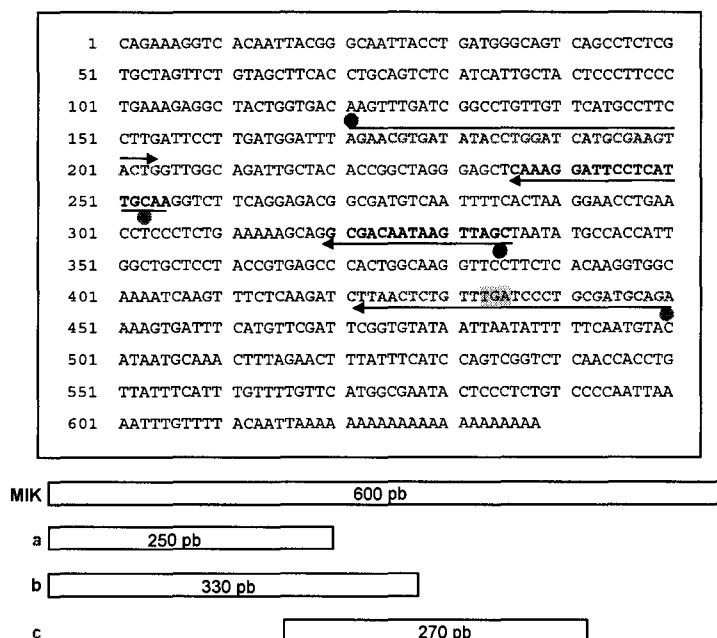 1 CAGAAAGGTC ACAATTACGG GCAATTACCT GATGGGCAGT CAGCCTCTCG
51 TGCTAGTTCT GTAGCTTCAC CTGCAGTCTC ATCATTGCTA CTCCCTTCCC
101 TGAAAGAGGC TACTGGTGAC AAGTTTGATC GGCCTGTTGT TCATGCCTTC
151 CTTGATTCCT TGATGGATTT AGAACGTGAT ATACCTGGAT CATGCGAAGT
201 ACTGGTTGGC AGATTGCTAC ACCGGCTAGG GAGCTCAAAG GATTCCTCAT
251 TGCAAGGTCT TCAGGAGACG CGATGTCAAT TTTTCACTAA GGAACCTGAA
301 CCTCCCTCTG AAAAAGCAGG CGACAATAAG TTAGCTAATA TGCCACCATT
351 GGCTGCTCCT ACCGTGAGCC CACTGGCAAG GTTCCTTCTC ACAAGGTGGC
401 AAAATCAAGT TTCTCAAGAT CTTAACTCTG TTTGATCCCT GCGATGCAGA
451 AAAGTGATTT CATGTTCGAT TCGGTGTATA ATTAATATTT TTCAATGTAC
501 ATAATGCAAA CTTTAGAACT TTATTTCATC CAGTCGGTCT CAACCACCTG
551 TTATTTCATT TGTTTTGTTC ATGGCGAATA CTCCCTCTGT CCCCAATTAA
601 AATTTGTTTT ACAATTAAAA AAAAAAAAAA AAAAAAAA
MIK 600 pb
a 250 pb
b 330 pb
c 270 pb